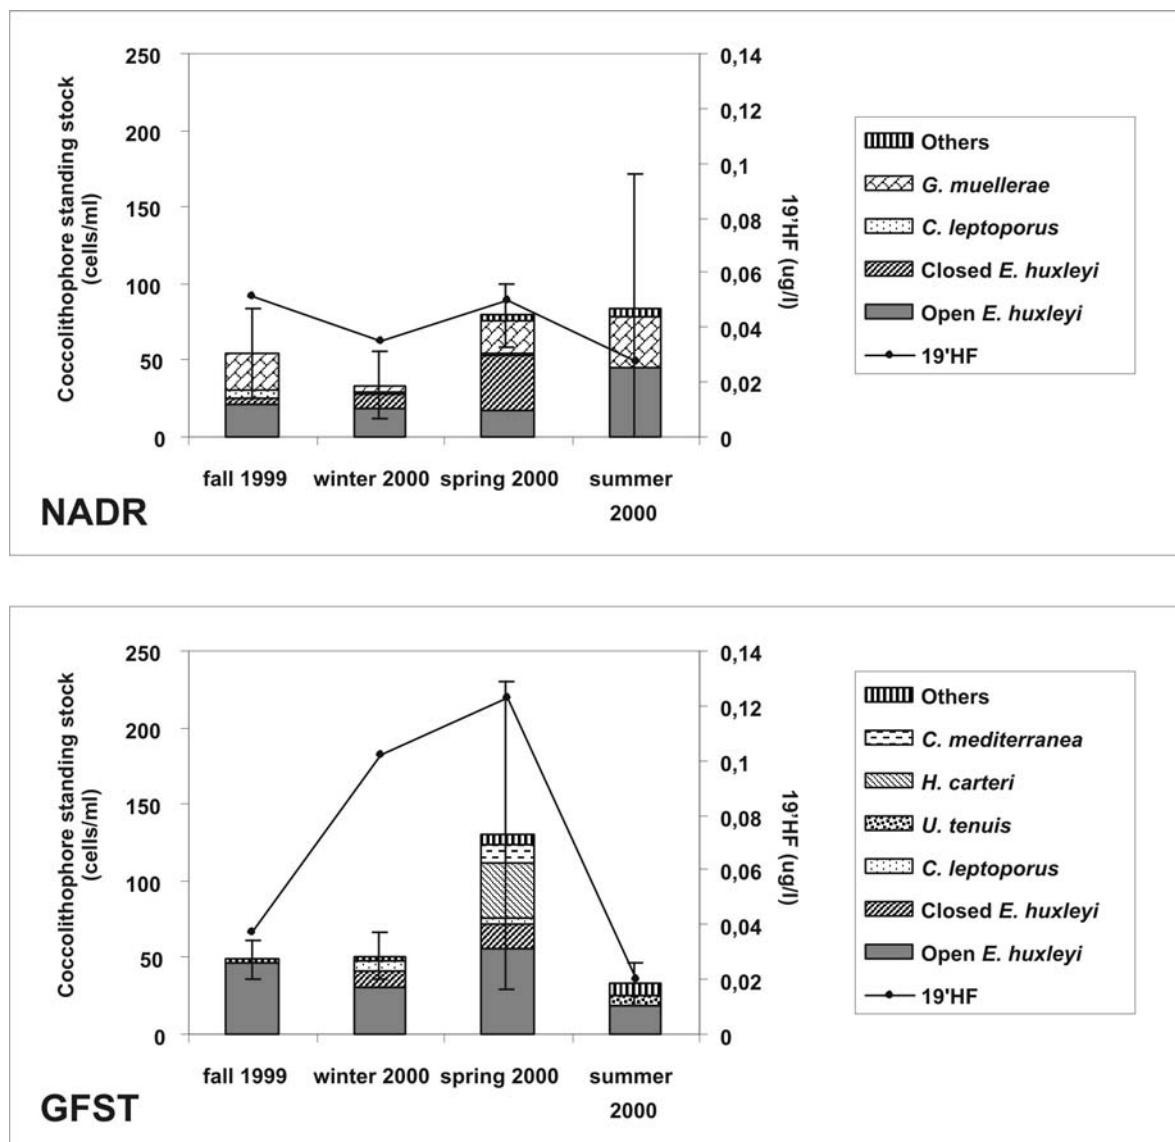 Coccolithophore standing stock
(cells/ml)
250
200
150
100
50
0
0,14
0,12
0,1
0,08
0,06
0,04
0,02
0
19'HF (ug/l)
fall 1999
winter 2000
spring 2000
summer
2000
NADR
Others
G. muellerae
C. leptoporus
Closed E. huxleyi
Open E. huxleyi
19'HF
Coccolithophore standing stock
(cells/ml)
250
200
150
100
50
0
0,14
0,12
0,1
0,08
0,06
0,04
0,02
0
19'HF (ug/l)
fall 1999
winter 2000
spring 2000
summer
2000
GFST
Others
C. mediterranea
H. carteri
U. tenuis
C. leptoporus
Closed E. huxleyi
Open E. huxleyi
19'HF